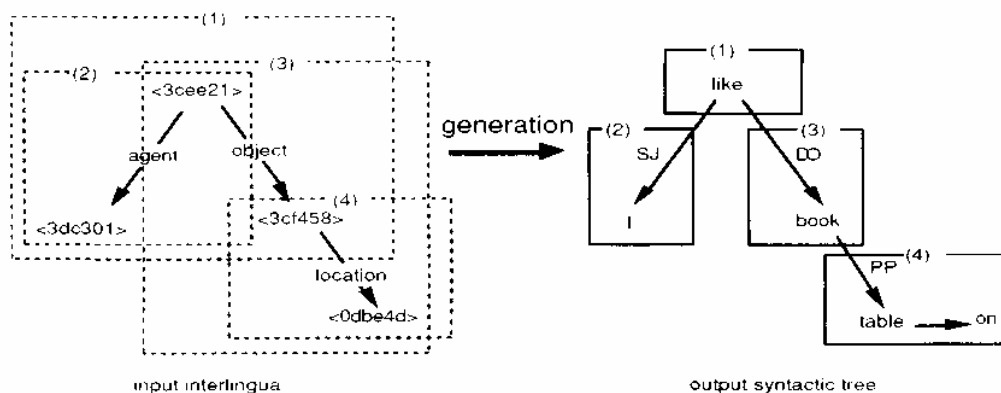 (1)
(2)
(3)
<3cee21>
agent
object
<3dc301>
(4)
<3cf458>
location
<0dbe4d>
input interlingua
generation
(1)
like
(2)
SJ
I
(3)
DO
book
(4)
PP
table
on
output syntactic tree